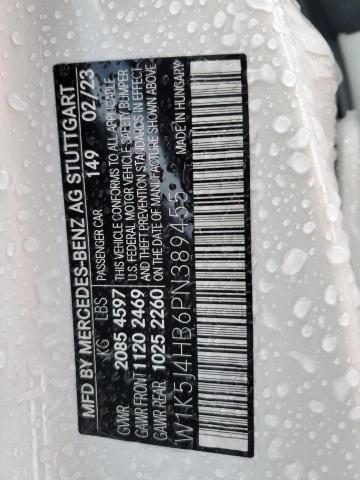 MFD BY MERCEDES-BENZ AG STUTTGART
149 02/23
PASSENGER CAR
KG LBS
GVWR 2085 4597
GAWR FRONT 1120 2469
GAWR REAR 1025 2260
THIS VEHICLE CONFORMS TO ALL APPLICABLE
U.S. FEDERAL MOTOR VEHICLE SAFETY BUMPER
AND THEFT PREVENTION STANDARDS IN EFFECT
ON THE DATE OF MANUFACTURE SHOWN ABOVE
MADE IN HUNGARY
W1K5J4HB6PN389455